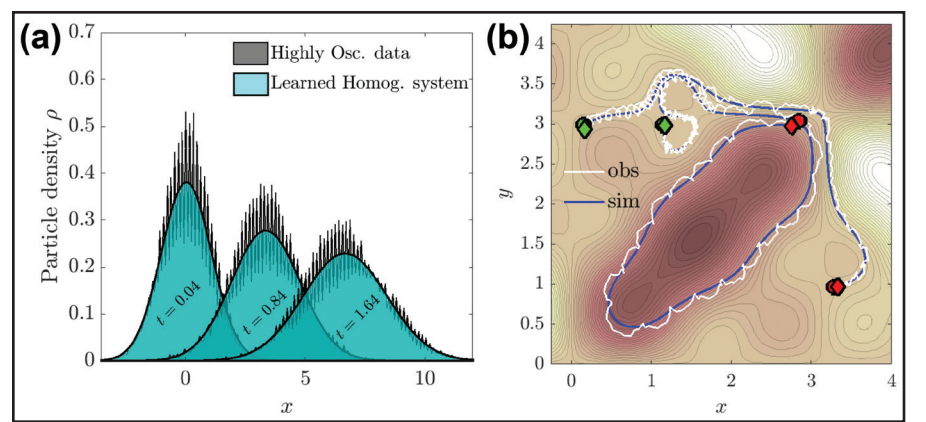 (a)
0.7
0.6
0.5
0.4
0.3
0.2
0.1
0
Particle density ρ
Highly Osc. data
Learned Homog. system
t = 0.04
t = 0.84
t = 1.64
0 5 10
x
(b)
4
3.5
3
2.5
2
1.5
1
0.5
0
y
obs
sim
0 1 2 3 4
x